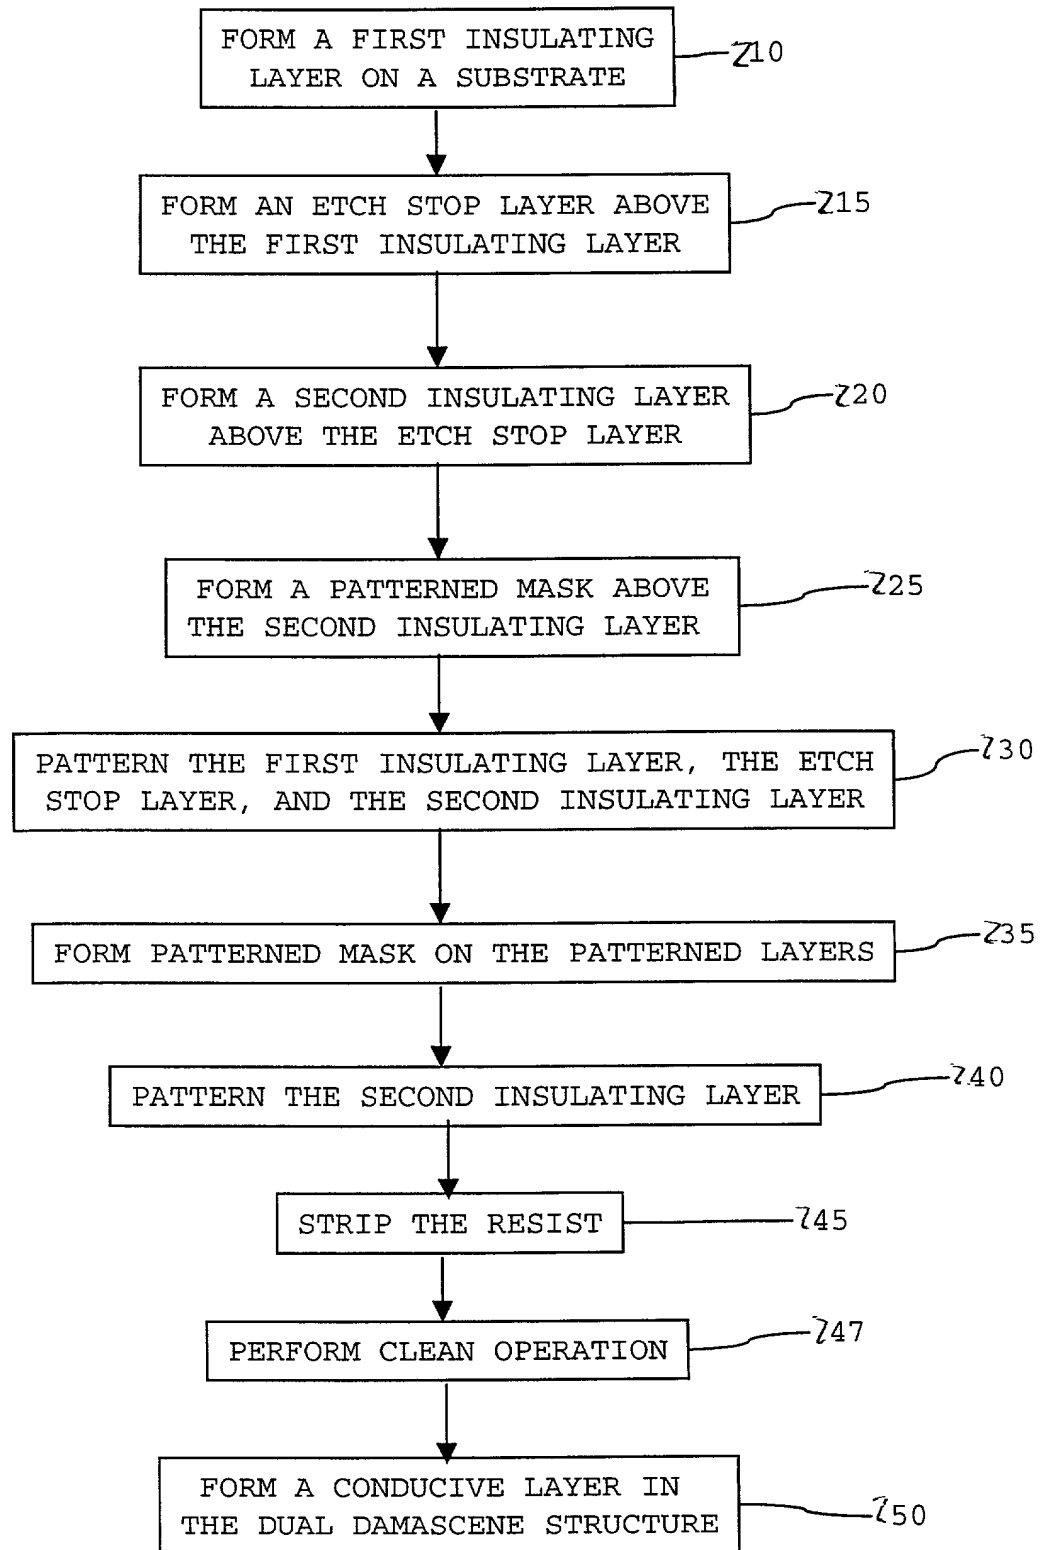 FORM A FIRST INSULATING
LAYER ON A SUBSTRATE
210
FORM AN ETCH STOP LAYER ABOVE
THE FIRST INSULATING LAYER
215
FORM A SECOND INSULATING LAYER
ABOVE THE ETCH STOP LAYER
220
FORM A PATTERNED MASK ABOVE
THE SECOND INSULATING LAYER
225
PATTERN THE FIRST INSULATING LAYER, THE ETCH
STOP LAYER, AND THE SECOND INSULATING LAYER
230
FORM PATTERNED MASK ON THE PATTERNED LAYERS
235
PATTERN THE SECOND INSULATING LAYER
240
STRIP THE RESIST
245
PERFORM CLEAN OPERATION
247
FORM A CONDUCIVE LAYER IN
THE DUAL DAMASCENE STRUCTURE
250